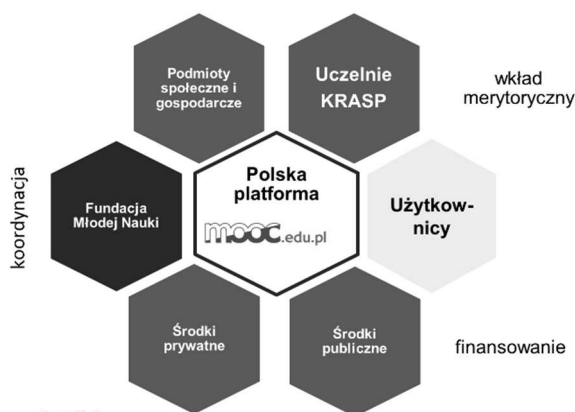 Podmioty
społeczne i
gospodarcze
Uczelnie
KRASP
wkład
merytoryczny
koordynacja
Fundacja
Młodej Nauki
Polska
platforma
mooc.edu.pl
Użytkow-
nicy
Środki
prywatne
Środki
publiczne
finansowanie